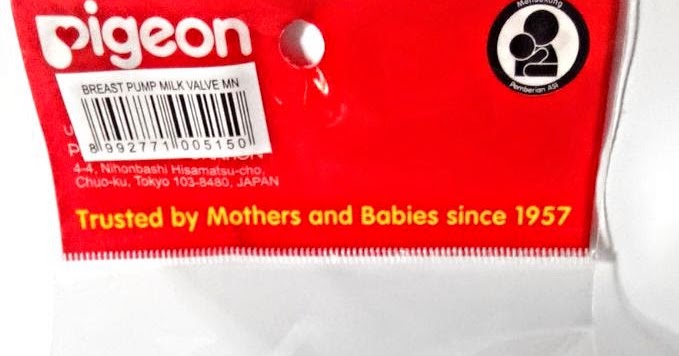 pigeon
Mendukung
Pemberian ASI
BREAST PUMP MILK VALVE MN
8 992771 005150
4-4, Nihonbashi Hisamatsu-cho,
Chuo-ku, Tokyo 103-8480, JAPAN
Trusted by Mothers and Babies since 1957